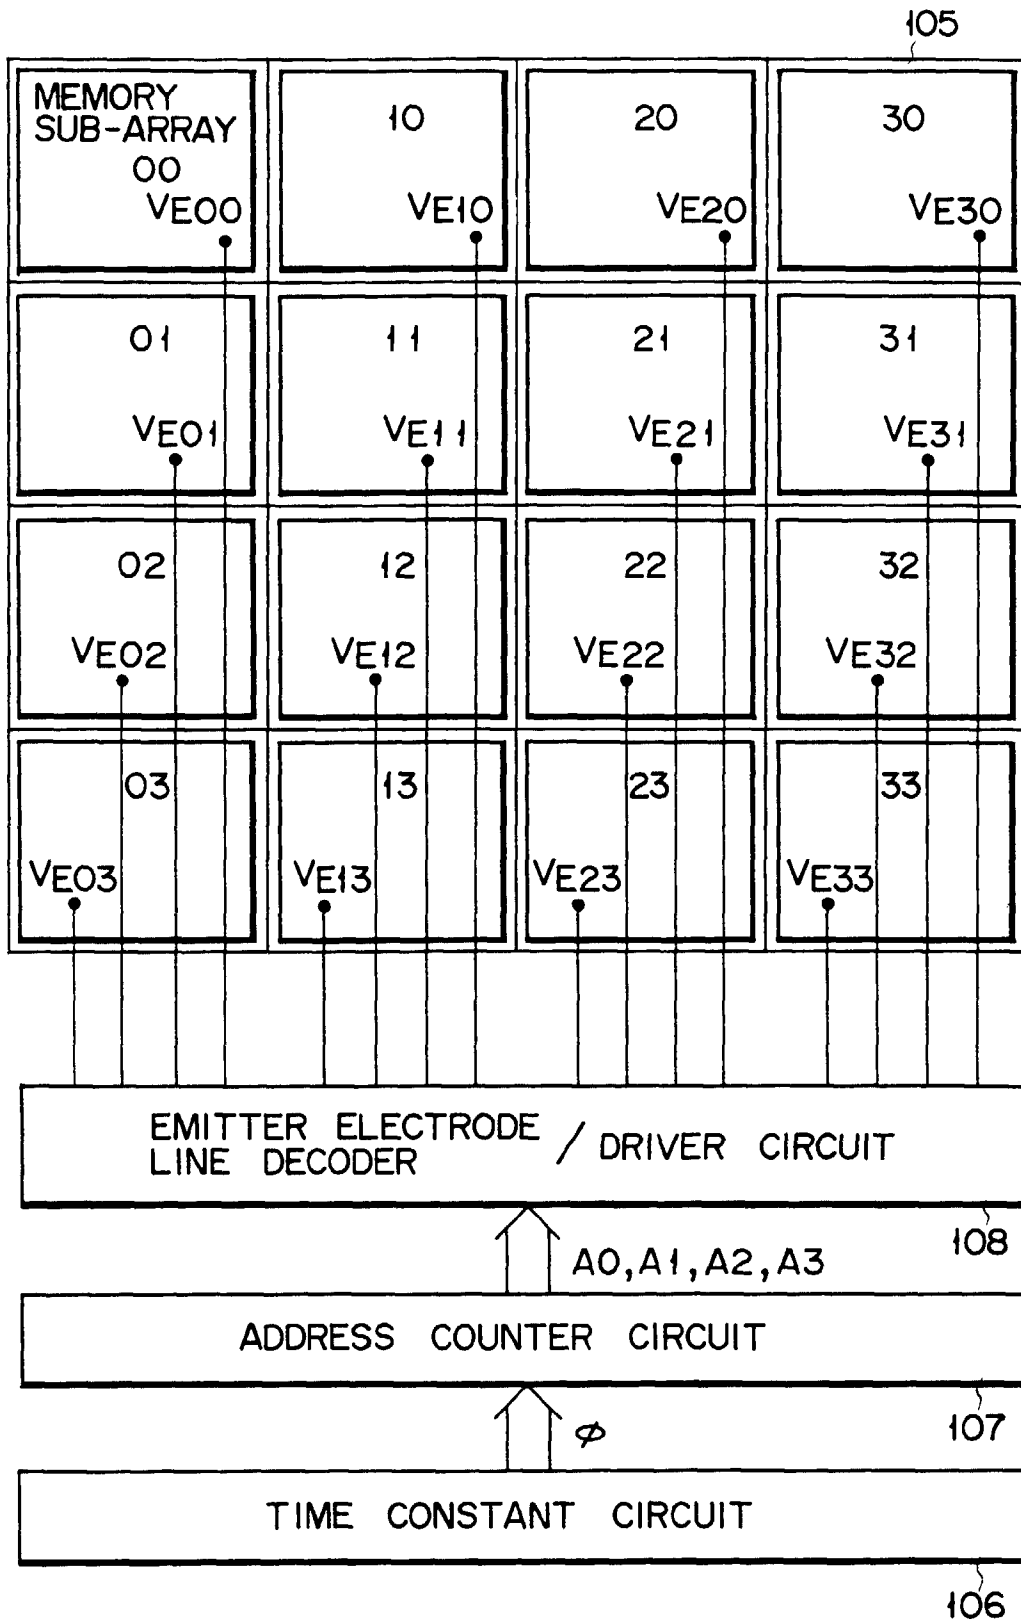 105
MEMORY
SUB-ARRAY
00
10
20
30
VE00
VE10
VE20
VE30
01
11
21
31
VE01
VE11
VE21
VE31
02
12
22
32
VE02
VE12
VE22
VE32
03
13
23
33
VE03
VE13
VE23
VE33
EMITTER ELECTRODE
LINE DECODER / DRIVER CIRCUIT
108
A0, A1, A2, A3
ADDRESS COUNTER CIRCUIT
107
φ
TIME CONSTANT CIRCUIT
106